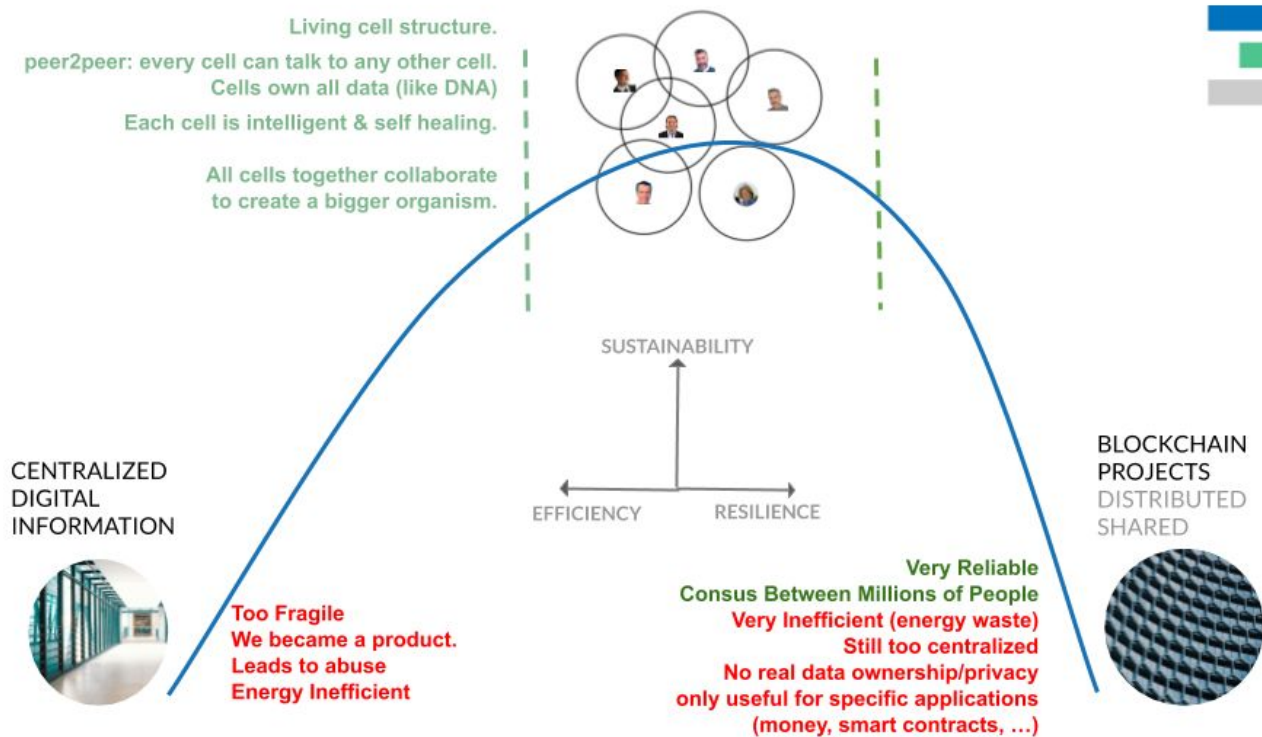 Living cell structure.
peer2peer: every cell can talk to any other cell.
Cells own all data (like DNA)
Each cell is intelligent & self healing.
All cells together collaborate
to create a bigger organism.
SUSTAINABILITY
EFFICIENCY
RESILIENCE
CENTRALIZED
DIGITAL
INFORMATION
Too Fragile
We became a product.
Leads to abuse
Energy Inefficient
BLOCKCHAIN
PROJECTS
DISTRIBUTED
SHARED
Very Reliable
Consus Between Millions of People
Very Inefficient (energy waste)
Still too centralized
No real data ownership/privacy
only useful for specific applications
(money, smart contracts, …)